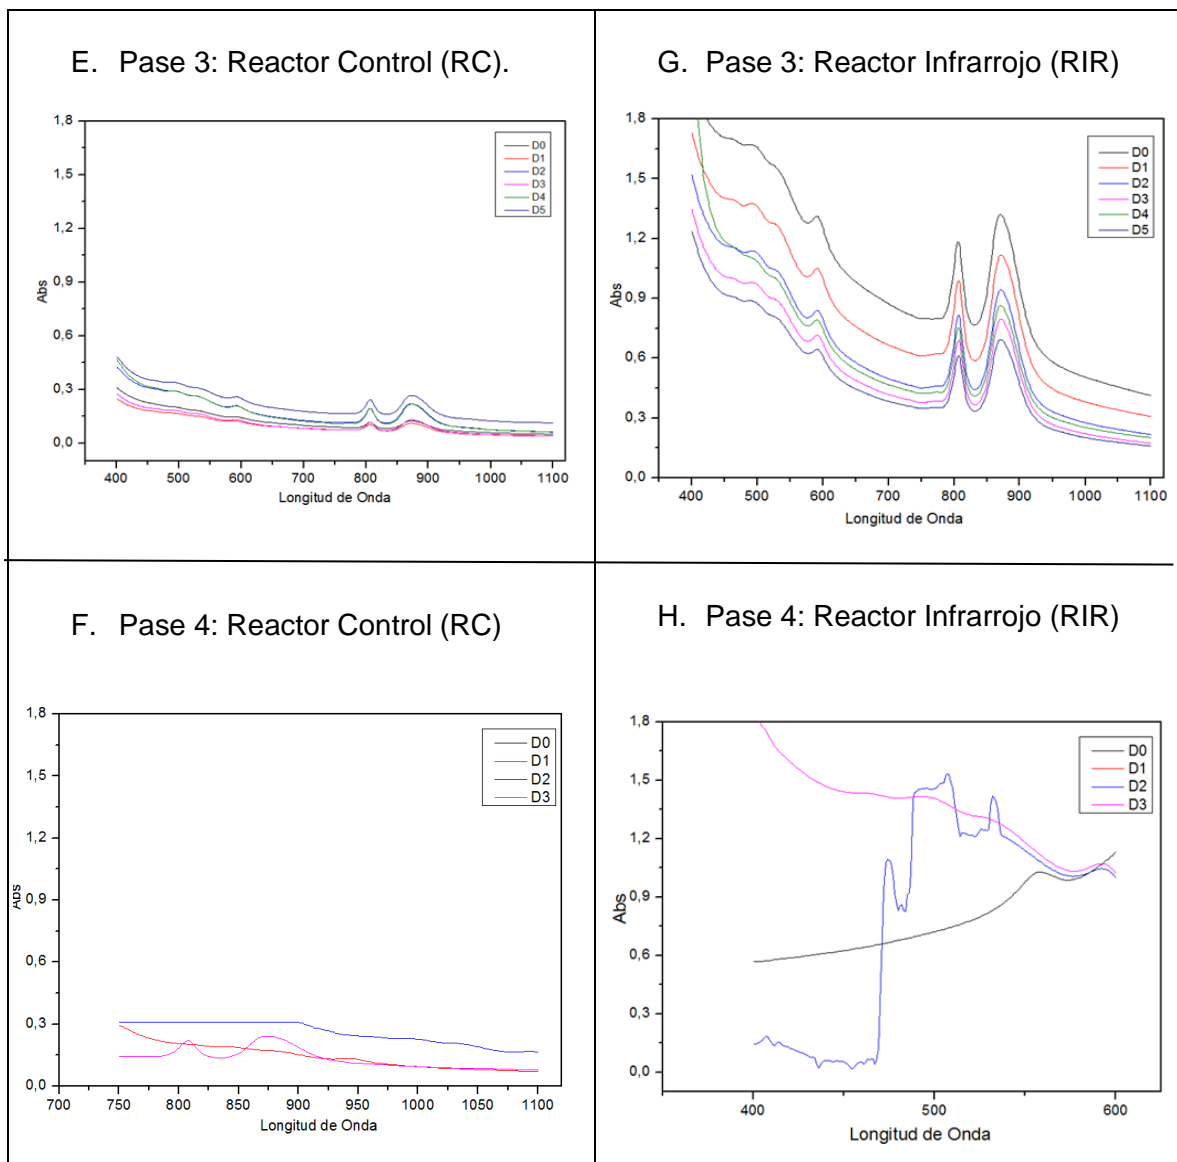 E. Pase 3: Reactor Control (RC).
1,8
1,5
1,2
0,9
0,6
0,3
0,0
Abs
D0
D1
D2
D3
D4
D5
400 500 600 700 800 900 1000 1100
Longitud de Onda
G. Pase 3: Reactor Infrarrojo (RIR)
1,8
1,5
1,2
0,9
0,6
0,3
0,0
Abs
D0
D1
D2
D3
D4
D5
400 500 600 700 800 900 1000 1100
Longitud de Onda
F. Pase 4: Reactor Control (RC)
1,8
1,5
1,2
0,9
0,6
0,3
0,0
Abs
D0
D1
D2
D3
700 750 800 850 900 950 1000 1050 1100
Longitud de Onda
H. Pase 4: Reactor Infrarrojo (RIR)
1,8
1,5
1,2
0,9
0,6
0,3
0,0
Abs
D0
D1
D2
D3
400 500 600
Longitud de Onda